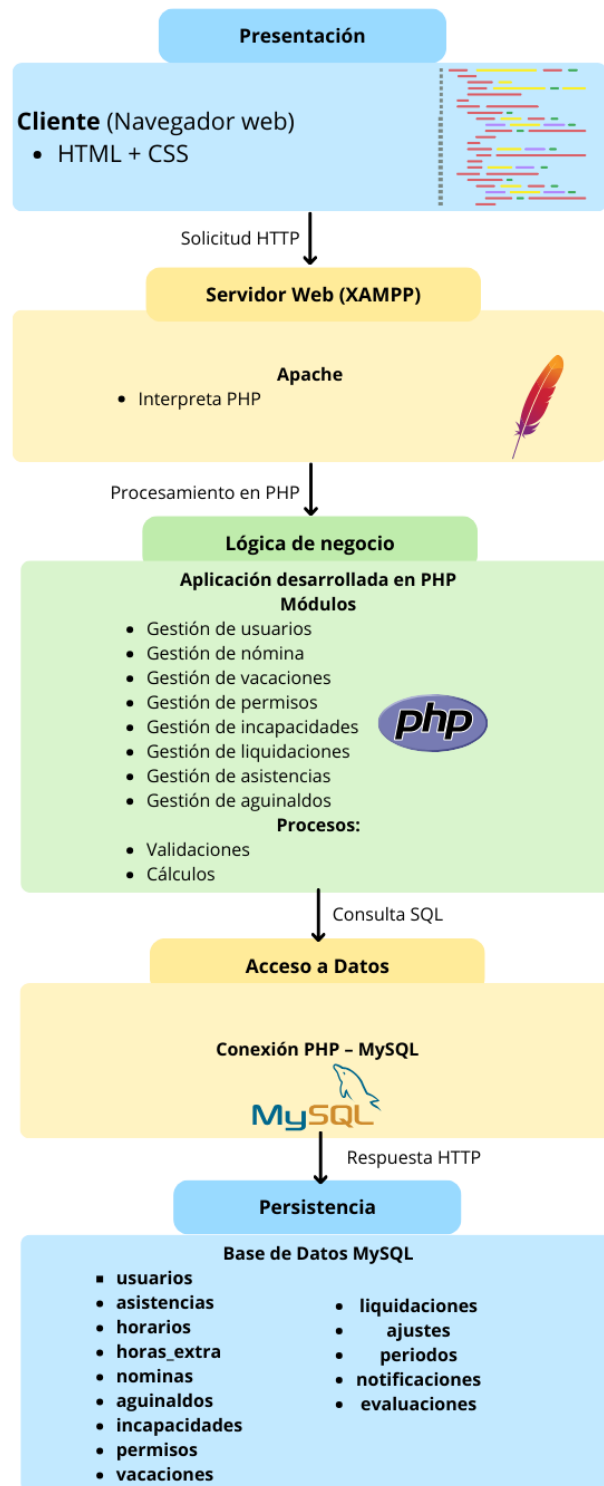 Presentación
Cliente (Navegador web)
• HTML + CSS
Solicitud HTTP
Servidor Web (XAMPP)
Apache
• Interpreta PHP
Procesamiento en PHP
Lógica de negocio
Aplicación desarrollada en PHP
Módulos
• Gestión de usuarios
• Gestión de nómina
• Gestión de vacaciones
• Gestión de permisos
• Gestión de incapacidades
• Gestión de liquidaciones
• Gestión de asistencias
• Gestión de aguinaldos
php
Procesos:
• Validaciones
• Cálculos
Consulta SQL
Acceso a Datos
Conexión PHP – MySQL
MySQL
Respuesta HTTP
Persistencia
Base de Datos MySQL
▪ usuarios
• asistencias
• horarios
• horas_extra
• nominas
• aguinaldos
• incapacidades
• permisos
• vacaciones
• liquidaciones
• ajustes
• periodos
• notificaciones
• evaluaciones